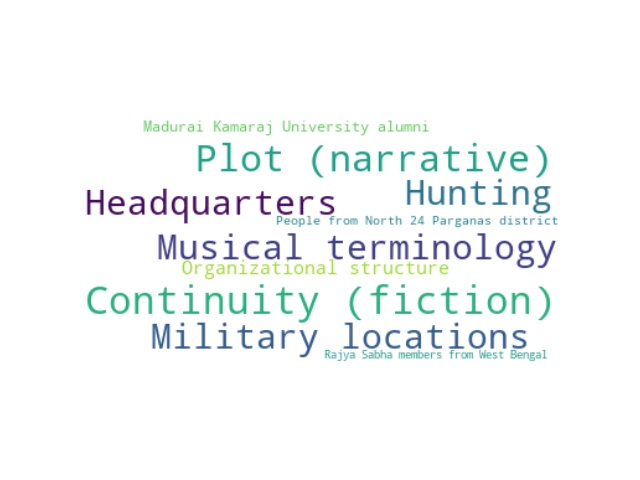 Madurai Kamaraj University alumni
Plot (narrative)
Hunting
Headquarters
People from North 24 Parganas district
Musical terminology
Organizational structure
Continuity (fiction)
Military locations
Rajya Sabha members from West Bengal